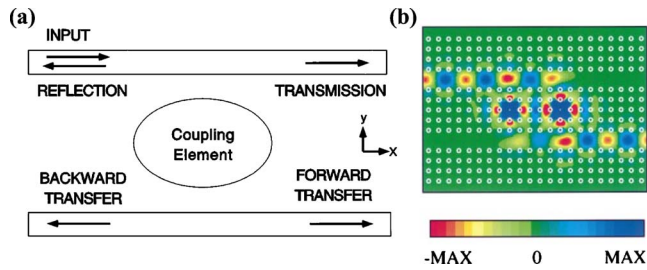 (a)
INPUT
REFLECTION
TRANSMISSION
Coupling
Element
y
x
BACKWARD
TRANSFER
FORWARD
TRANSFER
(b)
-MAX 0 MAX